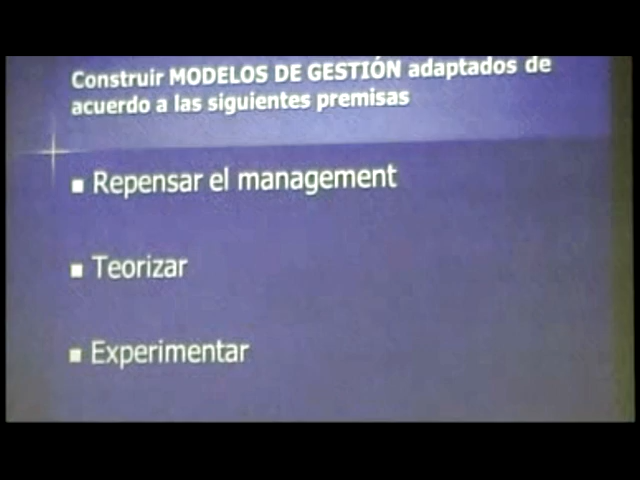 Construir MODELOS DE GESTIÓN adaptados de
acuerdo a las siguientes premisas
Repensar el management
Teorizar
Experimentar